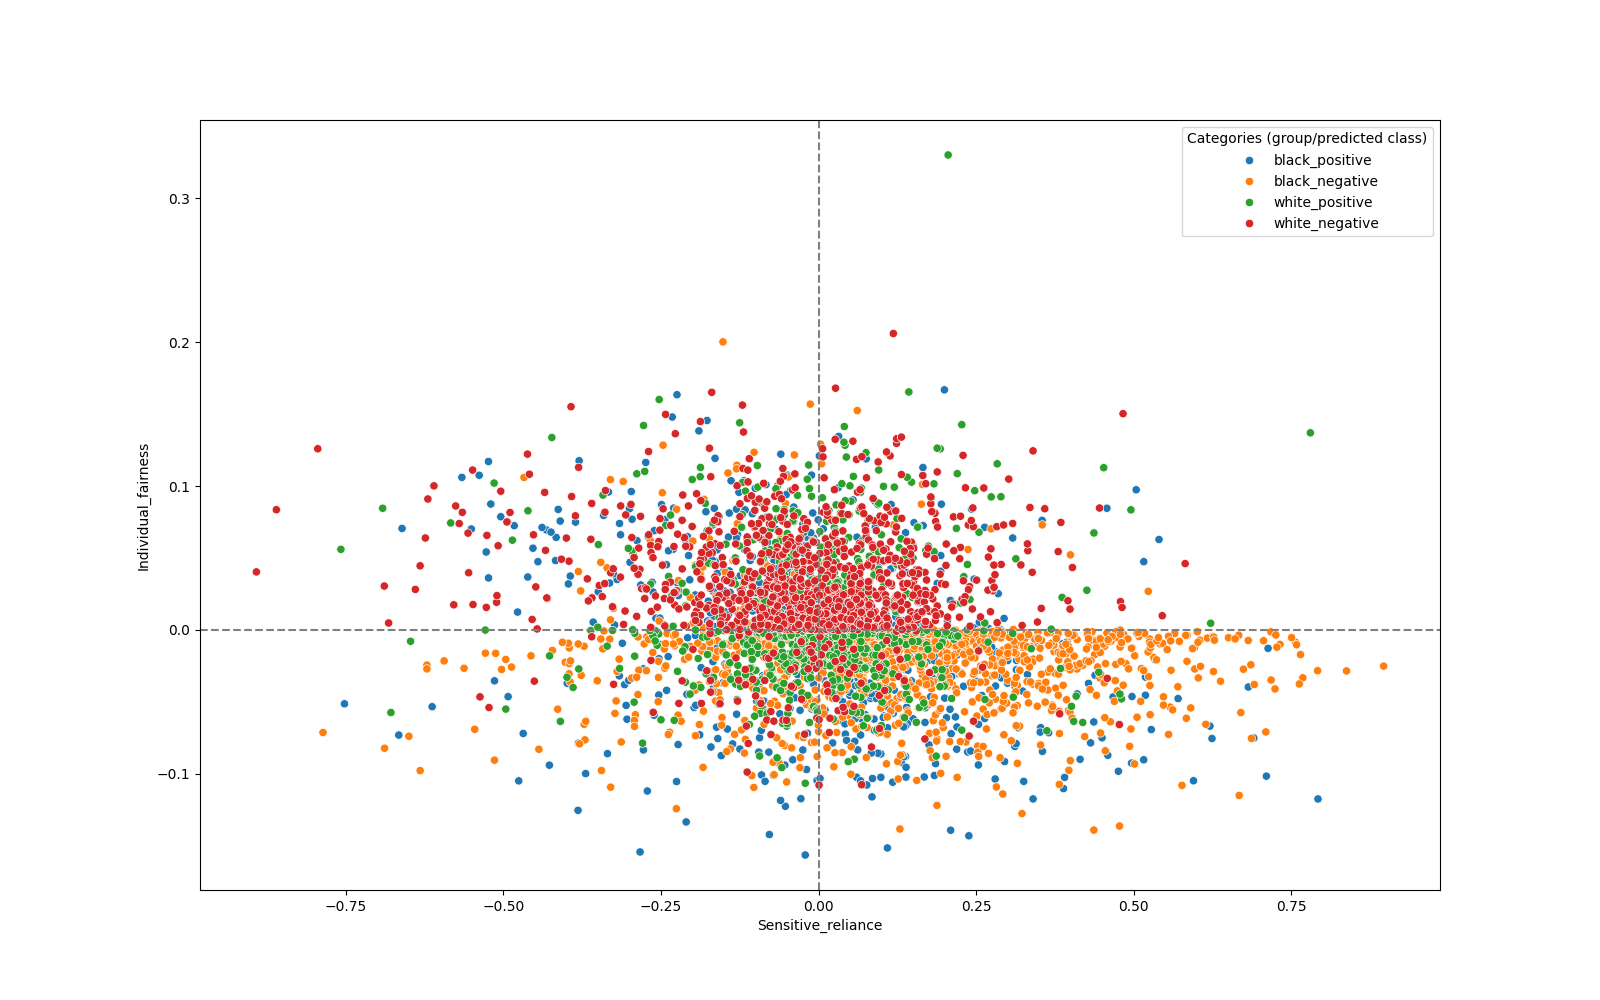 Categories (group/predicted class)
black_positive
black_negative
white_positive
white_negative
Individual_fairness
0.3
0.2
0.1
0.0
−0.1
−0.75
−0.50
−0.25
0.00
0.25
0.50
0.75
Sensitive_reliance